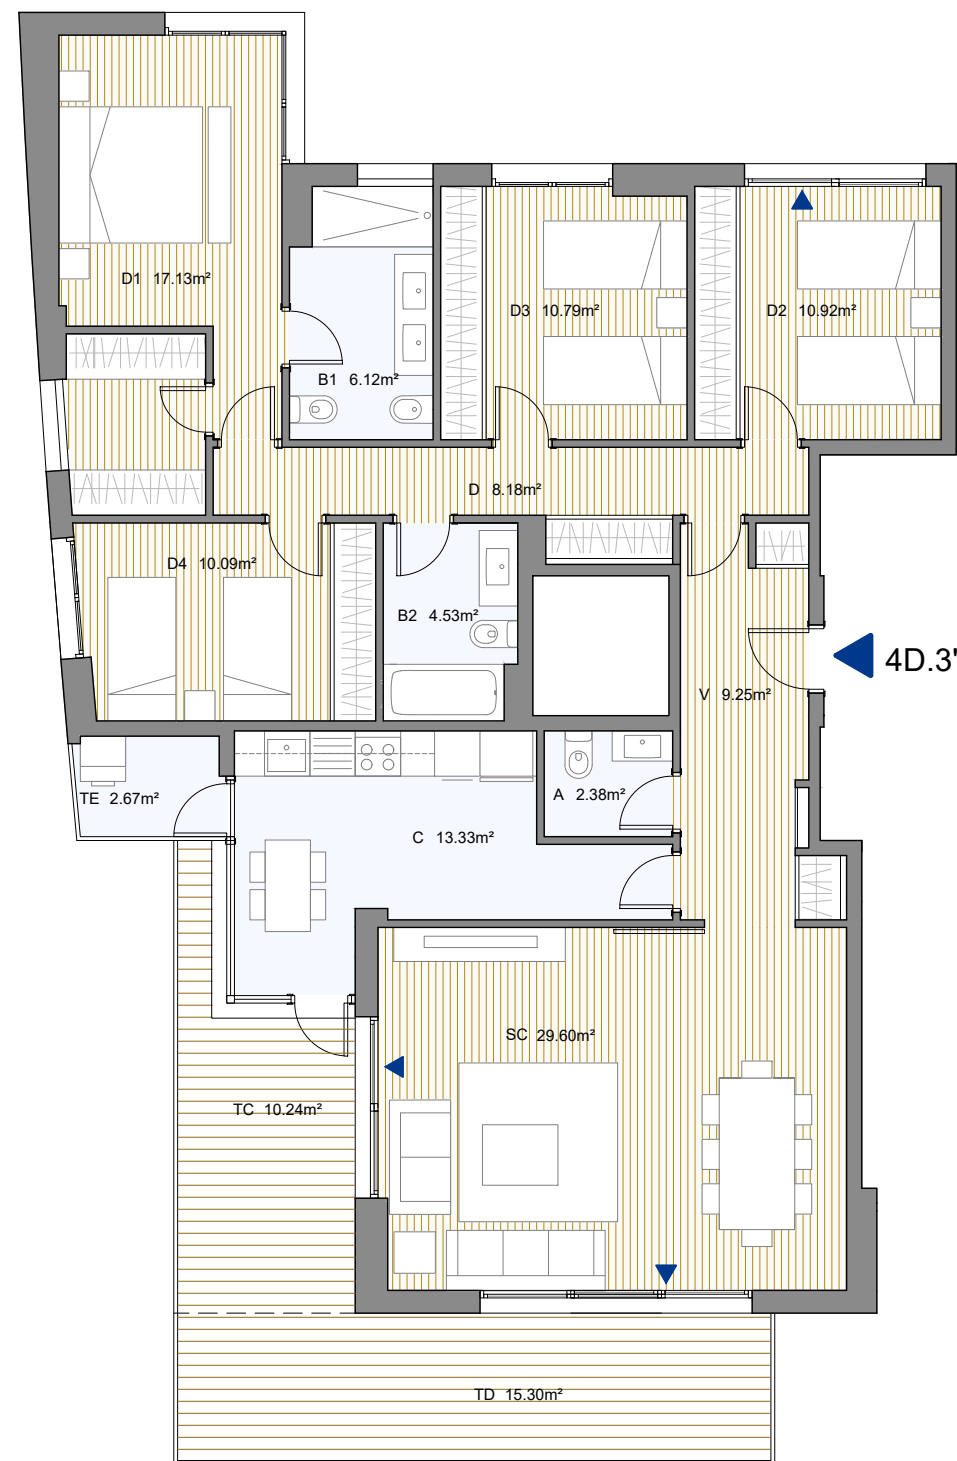 D1 17.13m²
D3 10.79m²
D2 10.92m²
B1 6.12m²
D 8.18m²
D4 10.09m²
B2 4.53m²
4D.3'
V 9.25m²
TE 2.67m²
A 2.38m²
C 13.33m²
SC 29.60m²
TC 10.24m²
TD 15.30m²